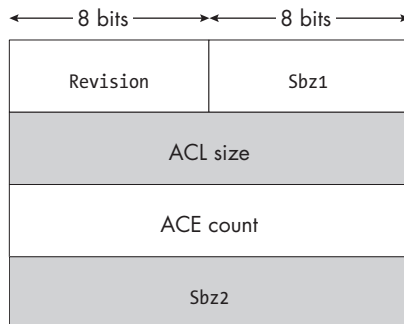 8 bits 8 bits
Revision Sbz1
ACL size
ACE count
Sbz2